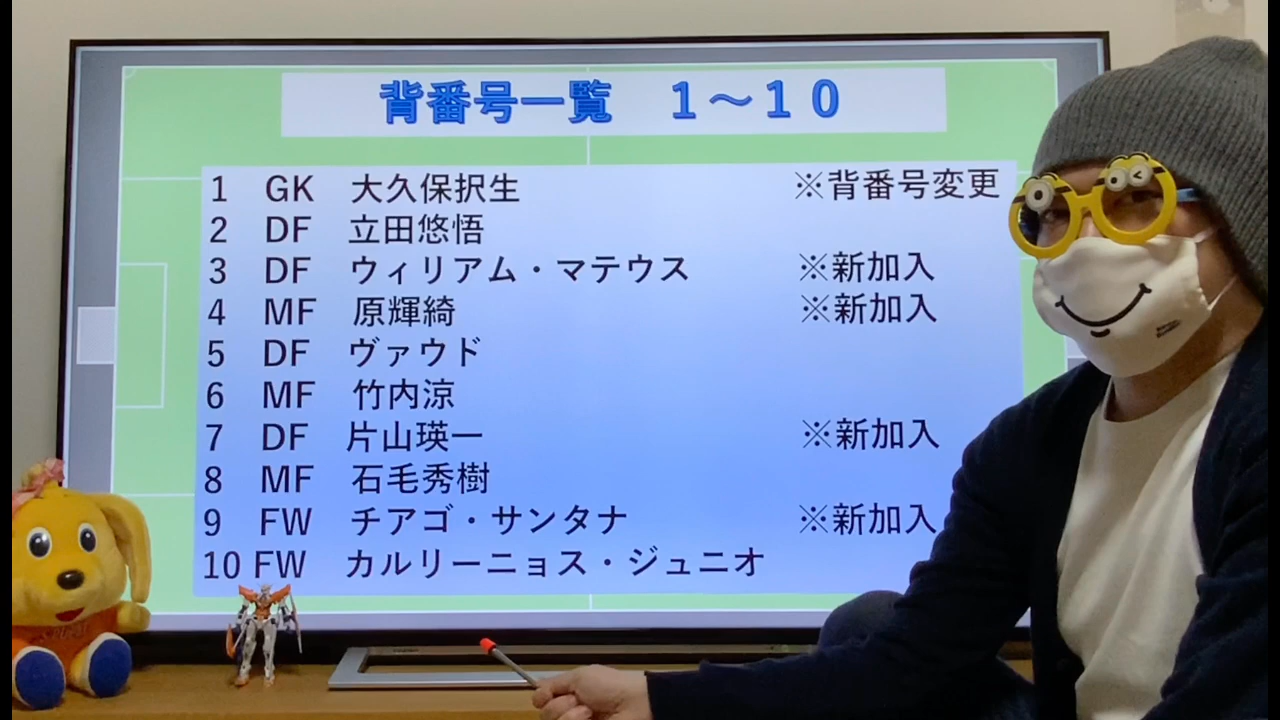 背番号一覧　１～１０
1 GK 大久保択生 ※背番号変更
2 DF 立田悠悟
3 DF ウィリアム・マテウス ※新加入
4 MF 原輝綺 ※新加入
5 DF ヴァウド
6 MF 竹内涼
7 DF 片山瑛一 ※新加入
8 MF 石毛秀樹
9 FW チアゴ・サンタナ ※新加入
10 FW カルリーニョス・ジュニオ